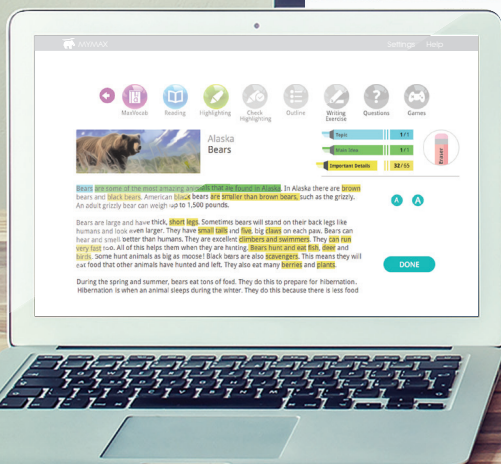 MYMAX Settings Help
MaxVocab Reading Highlighting Check Highlighting Outline Writing Exercise Questions Games
Alaska
Bears
Topic 1/1
Main Idea 1/1
Important Details 32/55
Eraser
Bears are some of the most amazing animals that are found in Alaska. In Alaska there are brown
bears and black bears. American black bears are smaller than brown bears, such as the grizzly.
An adult grizzly bear can weigh up to 1,500 pounds.
A A
Bears are large and have thick, short legs. Sometimes bears will stand on their back legs like
humans and look even larger. They have small tails and five, big claws on each paw. Bears can
hear and smell better than humans. They are excellent climbers and swimmers. They can run
very fast too. All of this helps them when they are hunting. Bears hunt and eat fish, deer and
birds. Some hunt animals as big as moose! Black bears are also scavengers. This means they will
eat food that other animals have hunted and left. They also eat many berries and plants.
DONE
During the spring and summer, bears eat tons of food. They do this to prepare for hibernation.
Hibernation is when an animal sleeps during the winter. They do this because there is less food